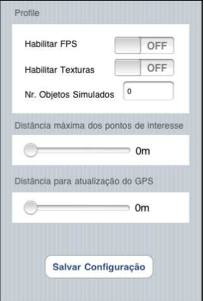 Profile
Habilitar FPS OFF
Habilitar Texturas OFF
Nr. Objetos Simulados 0
Distância máxima dos pontos de interesse
0m
Distância para atualização do GPS
0m
Salvar Configuração